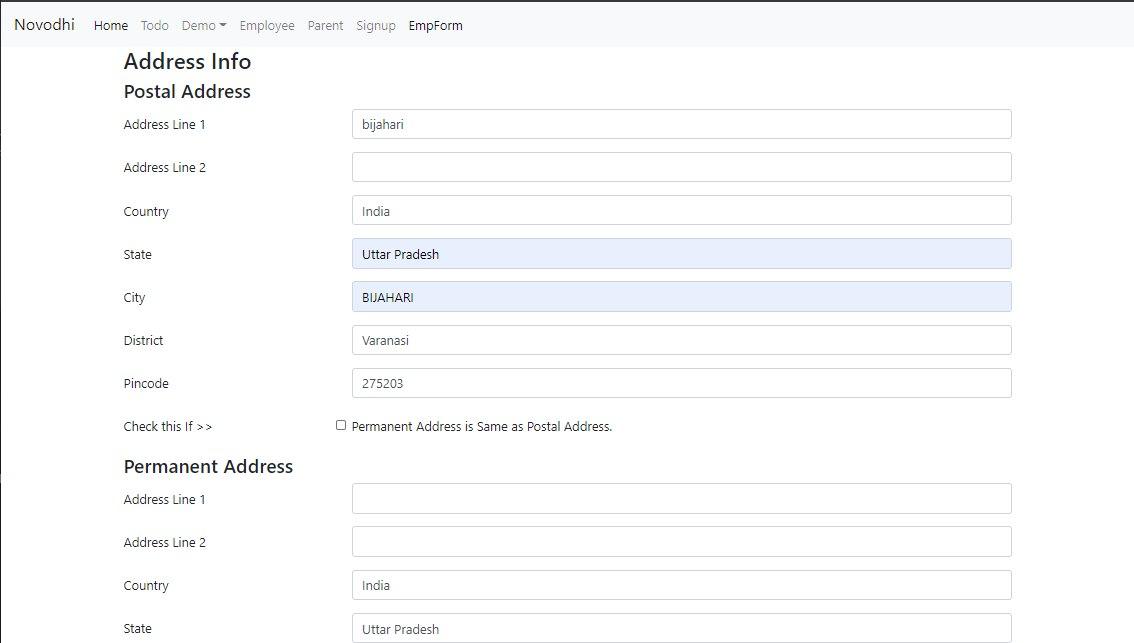 Novodhi Home Todo Demo Employee Parent Signup EmpForm
Address Info
Postal Address
Address Line 1 bijahari
Address Line 2
Country India
State Uttar Pradesh
City BIJAHARI
District Varanasi
Pincode 275203
Check this If >> Permanent Address is Same as Postal Address.
Permanent Address
Address Line 1
Address Line 2
Country India
State Uttar Pradesh